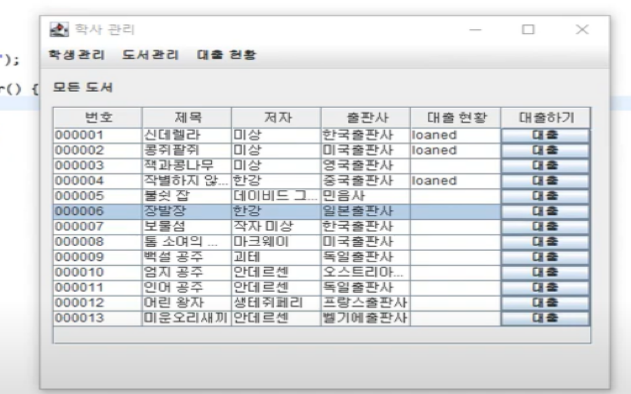 학사 관리
학생관리 도서관리 대출 현황
");
r() {
모든 도서
번호 제목 저자 출판사 대출 현황 대출하기
000001 신데렐라 미상 한국출판사 loaned 대출
000002 콩쥐팥쥐 미상 미국출판사 loaned 대출
000003 잭과콩나무 미상 영국출판사 대출
000004 작별하지 않... 한강 중국출판사 loaned 대출
000005 불쉿 잡 데이비드 그... 민음사 대출
000006 장발장 한강 일본출판사 대출
000007 보물섬 작자 미상 한국출판사 대출
000008 톰 소여의 ... 마크웨이 미국출판사 대출
000009 백설 공주 괴테 독일출판사 대출
000010 엄지 공주 안데르센 오스트리아... 대출
000011 인어 공주 안데르센 독일출판사 대출
000012 어린 왕자 생테쥐페리 프랑스출판사 대출
000013 미운오리새끼 안데르센 벨기에출판사 대출